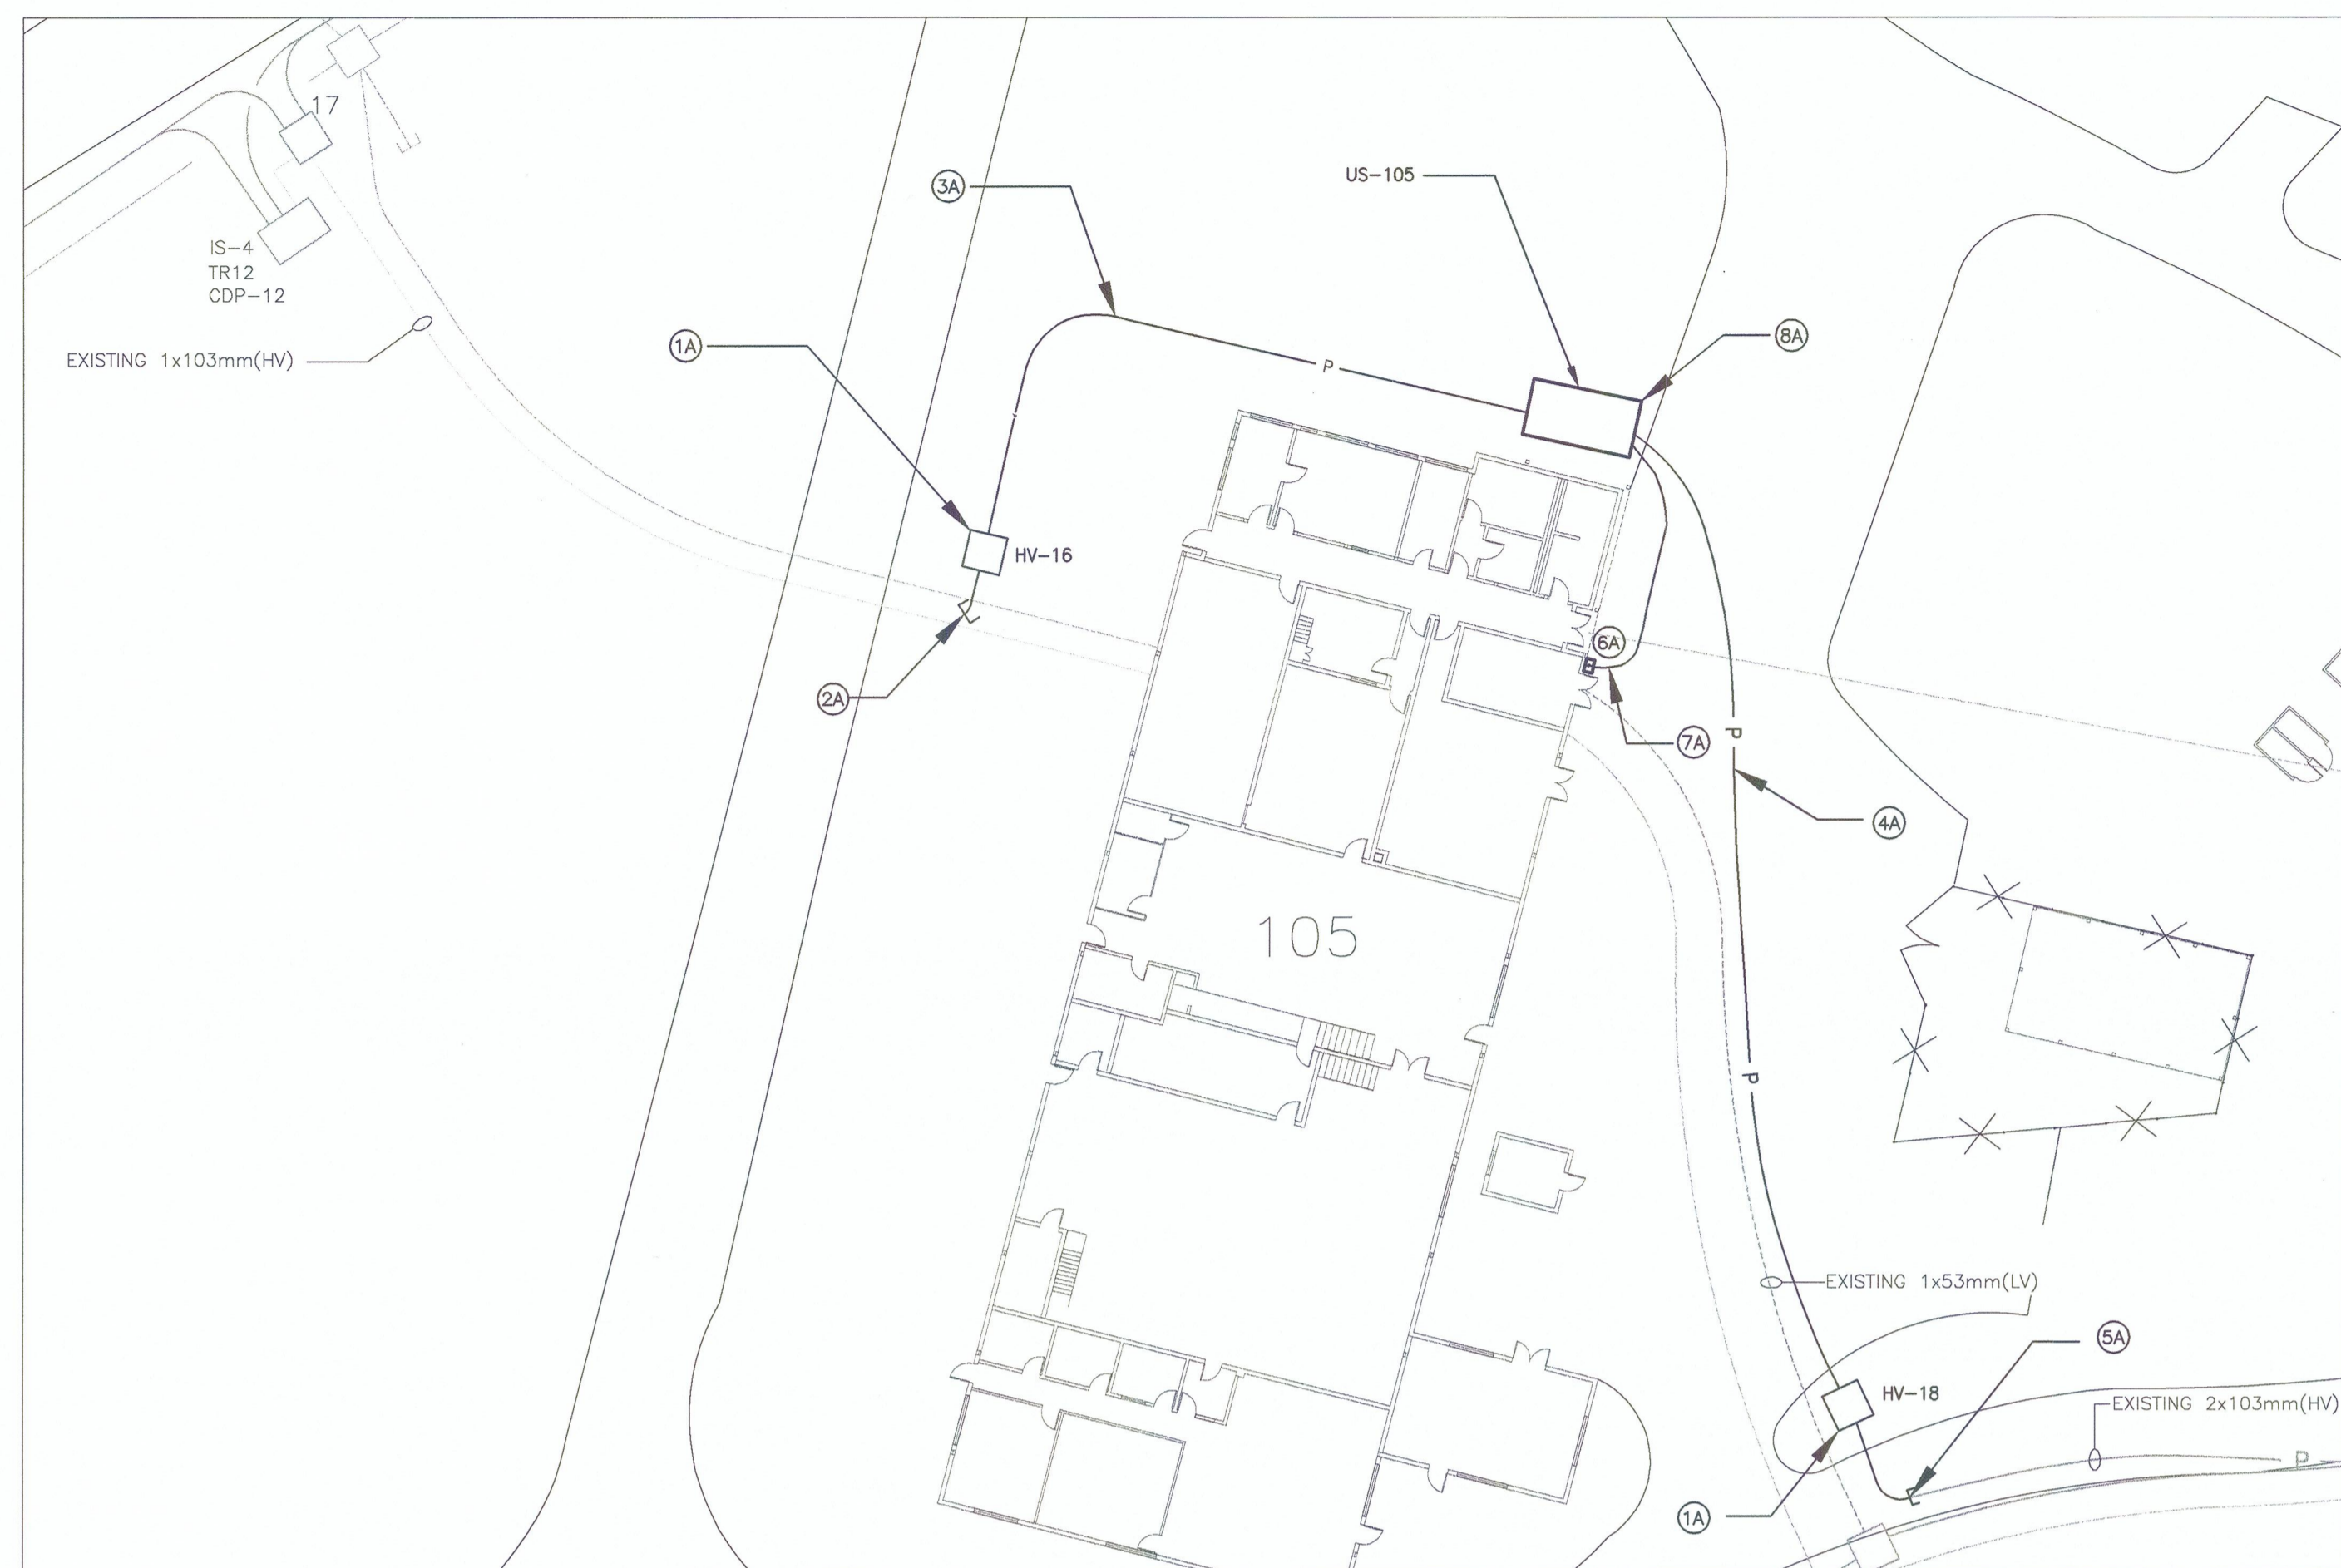 17
3A
US-105
IS-4
TR12
CDP-12
8A
1A
EXISTING 1x103mm(HV)
P
HV-16
6A
2A
7A
P
4A
105
P
EXISTING 1x53mm(LV)
5A
HV-18
EXISTING 2x103mm(HV)
P
1A